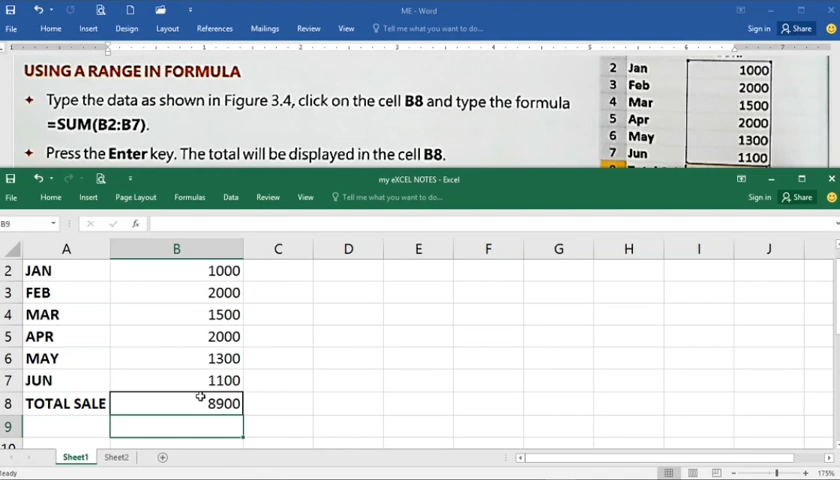 ME - Word
Sign in
Share
File Home Insert Design Layout References Mailings Review View Tell me what you want to do...
USING A RANGE IN FORMULA
Type the data as shown in Figure 3.4, click on the cell B8 and type the formula
=SUM(B2:B7).
Press the Enter key. The total will be displayed in the cell B8.
2 Jan 1000
3 Feb 2000
4 Mar 1500
5 Apr 2000
6 May 1300
7 Jun 1100
my eXCEL NOTES - Excel
File Home Insert Page Layout Formulas Data Review View Tell me what you want to do...
Sign in
Share
B9
fx
A B C D E F G H I J
2 JAN 1000
3 FEB 2000
4 MAR 1500
5 APR 2000
6 MAY 1300
7 JUN 1100
8 TOTAL SALE 8900
9
10
Sheet1 Sheet2
175%